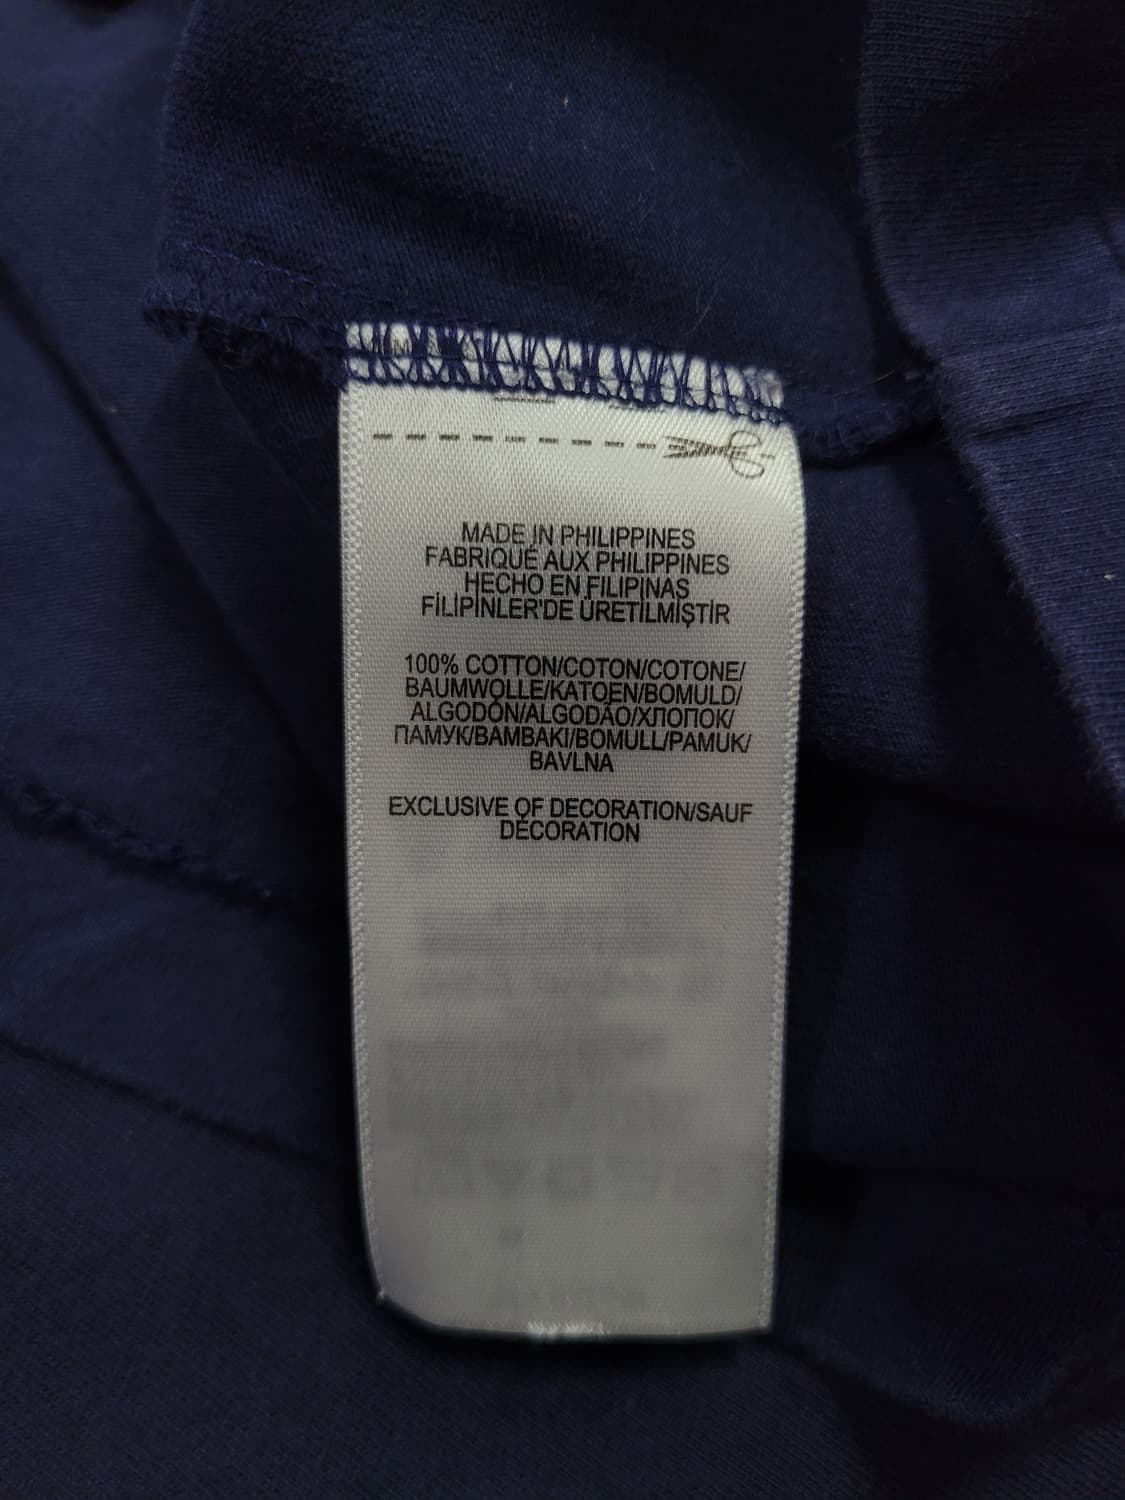 MADE IN PHILIPPINES
FABRIQUÉ AUX PHILIPPINES
HECHO EN FILIPINAS
FİLİPİNLER'DE ÜRETİLMİŞTİR
100% COTTON/COTON/COTONE/
BAUMWOLLE/KATOEN/BOMULD/
ALGODÓN/ALGODÃO/ХЛОПОК/
ПАМУК/BAMBAKI/BOMULL/PAMUK/
BAVLNA
EXCLUSIVE OF DECORATION/SAUF
DÉCORATION